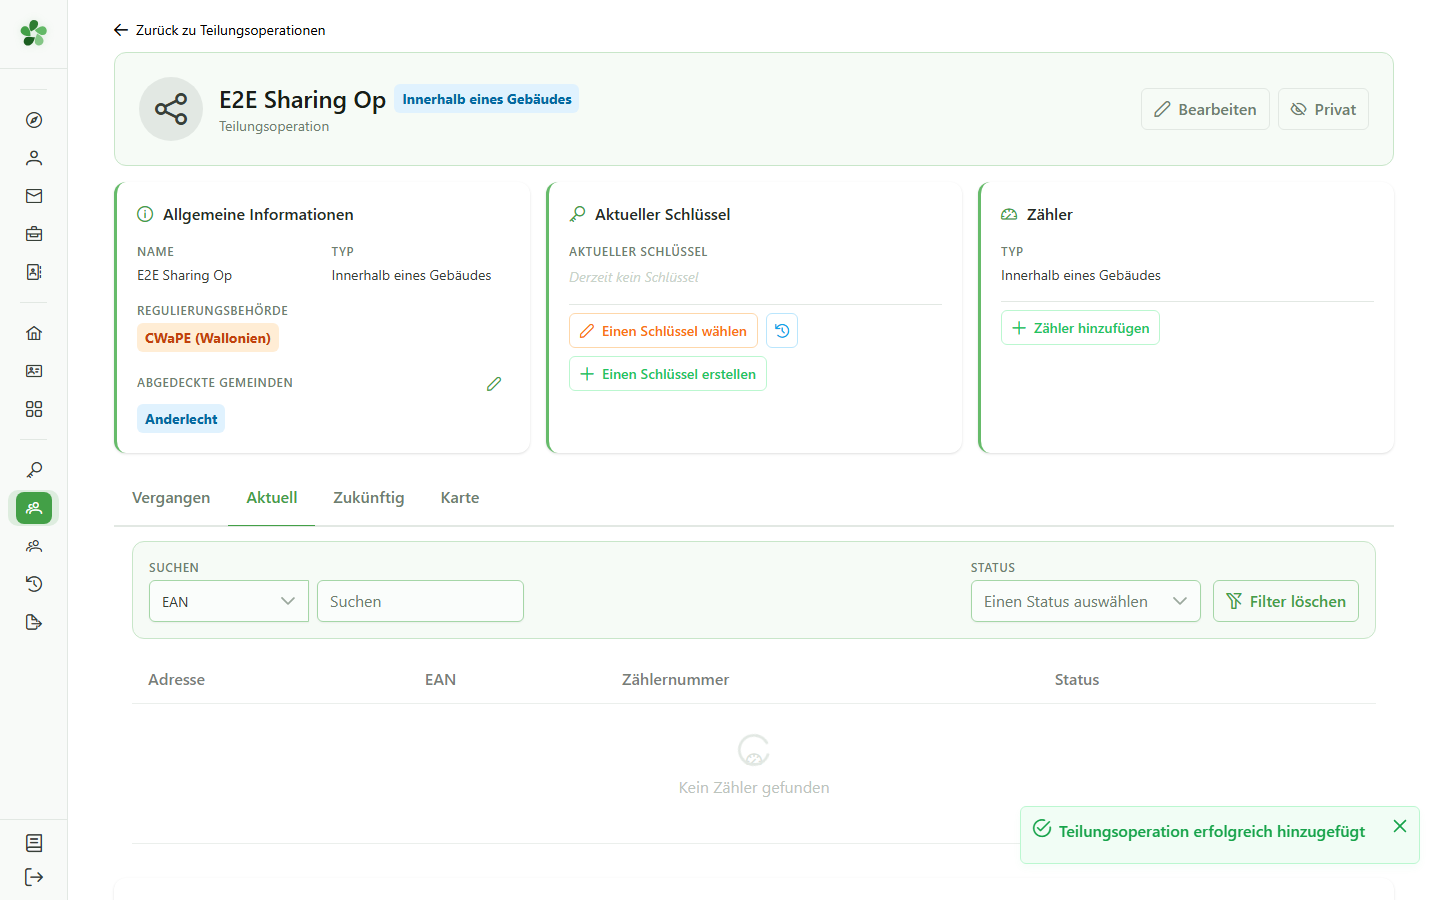 Zurück zu Teilungsoperationen
E2E Sharing Op
Innerhalb eines Gebäudes
Teilungsoperation
Bearbeiten
Privat
Allgemeine Informationen
NAME
TYP
E2E Sharing Op
Innerhalb eines Gebäudes
REGULIERUNGSBEHÖRDE
CWaPE (Wallonien)
ABGEDECKTE GEMEINDEN
Anderlecht
Aktueller Schlüssel
AKTUELLER SCHLÜSSEL
Derzeit kein Schlüssel
Einen Schlüssel wählen
Einen Schlüssel erstellen
Zähler
TYP
Innerhalb eines Gebäudes
Zähler hinzufügen
Vergangen
Aktuell
Zukünftig
Karte
SUCHEN
EAN
Suchen
STATUS
Einen Status auswählen
Filter löschen
Adresse
EAN
Zählernummer
Status
Kein Zähler gefunden
Teilungsoperation erfolgreich hinzugefügt